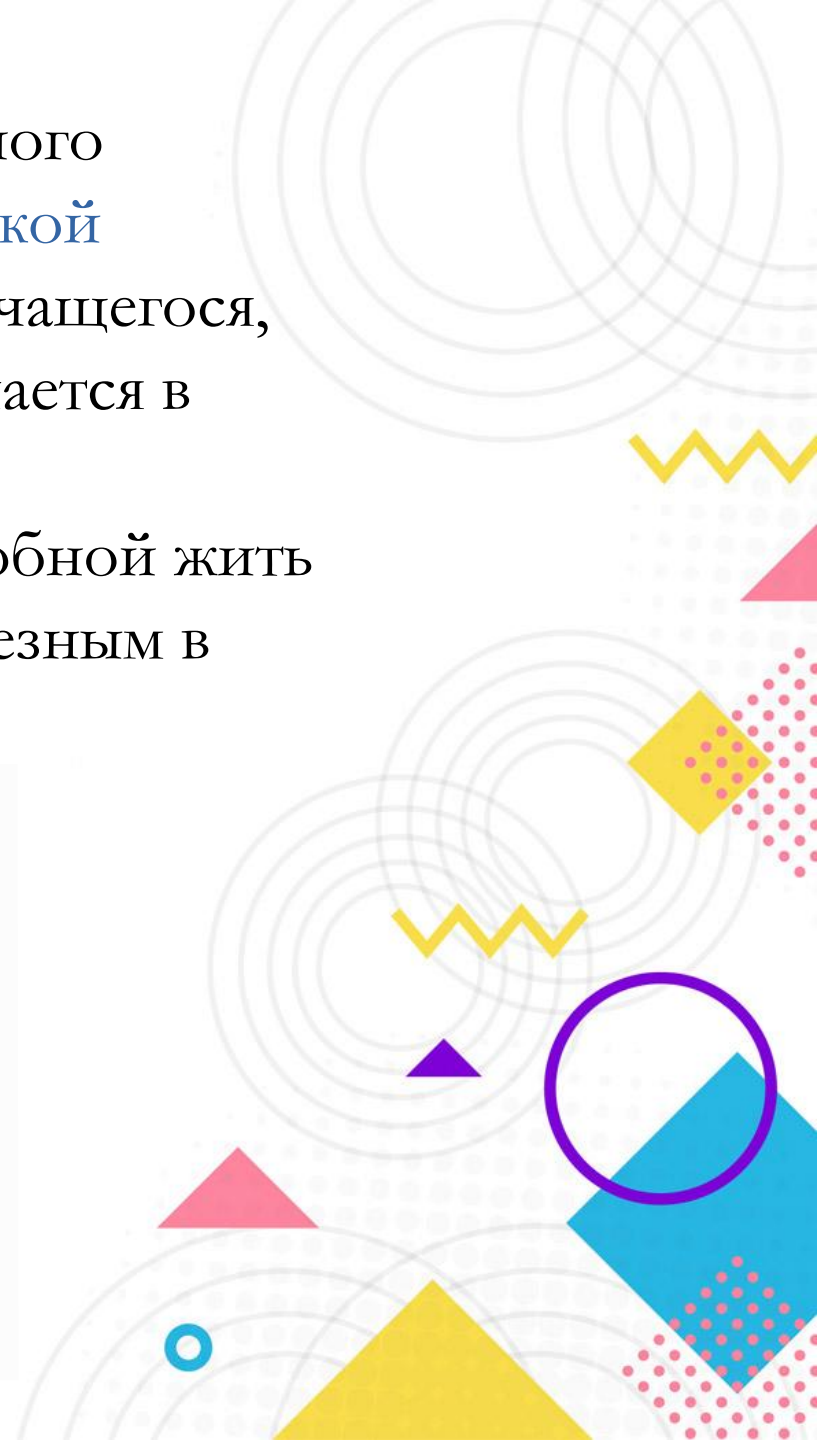 ного
кой
чащегося,
ается в
обной жить
езным в